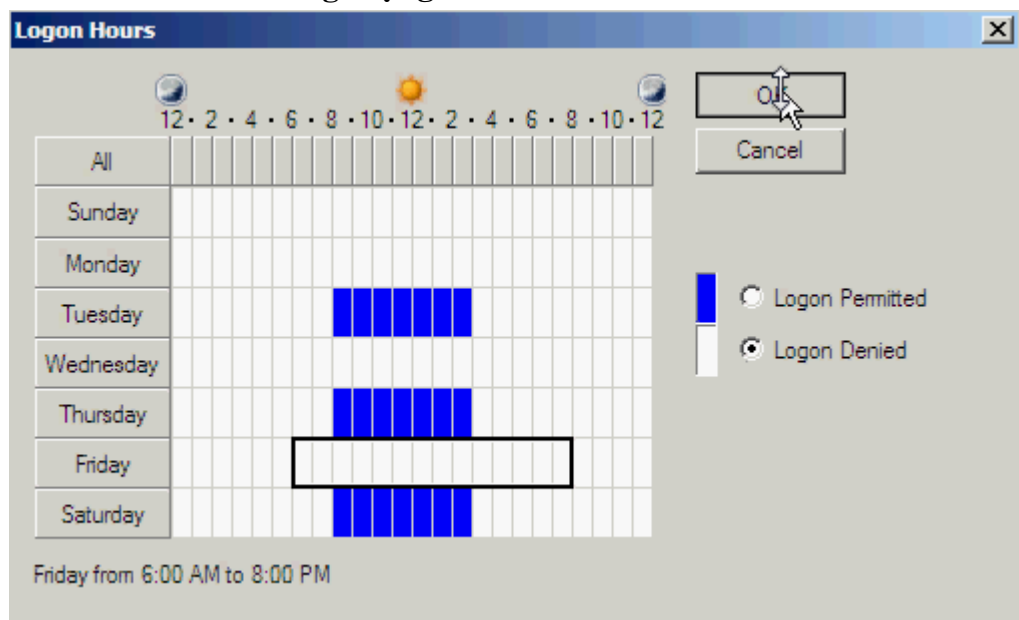 Logon Hours
12 · 2 · 4 · 6 · 8 · 10 · 12 · 2 · 4 · 6 · 8 · 10 · 12
OK
Cancel
All
Sunday
Monday
Tuesday
Wednesday
Thursday
Friday
Saturday
Logon Permitted
Logon Denied
Friday from 6:00 AM to 8:00 PM